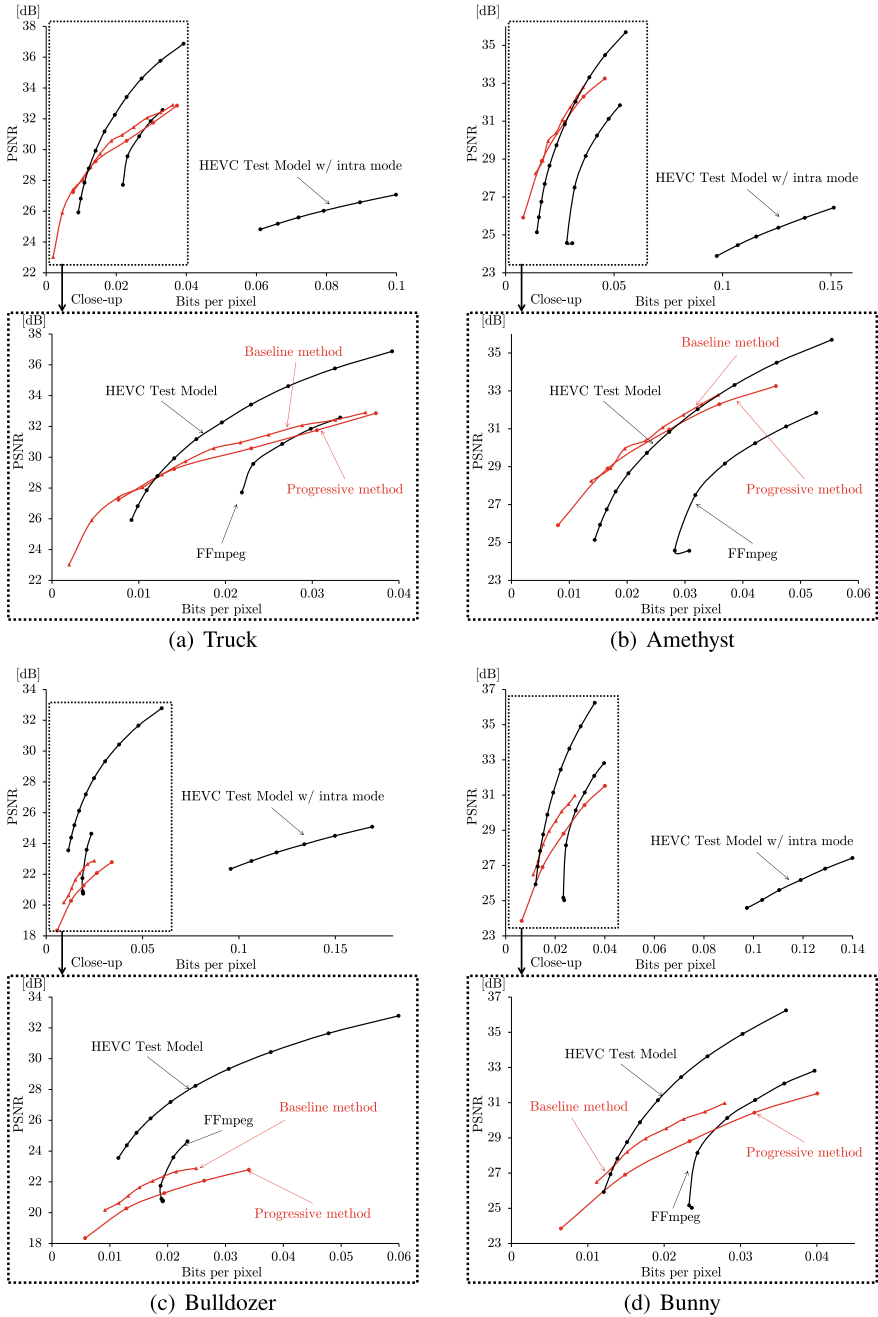 [dB]
38
36
34
32
30
28
26
24
22
PSNR
HEVC Test Model w/ intra mode
0
0.02
0.04
0.06
0.08
0.1
Bits per pixel
Close-up
[dB]
38
36
34
32
30
28
26
24
22
PSNR
Baseline method
HEVC Test Model
Progressive method
FFmpeg
0
0.01
0.02
0.03
0.04
Bits per pixel
(a) Truck
[dB]
35
33
31
29
27
25
23
PSNR
HEVC Test Model w/ intra mode
0
0.05
0.1
0.15
Bits per pixel
Close-up
[dB]
35
33
31
29
27
25
23
PSNR
Baseline method
HEVC Test Model
Progressive method
FFmpeg
0
0.01
0.02
0.03
0.04
0.05
0.06
Bits per pixel
(b) Amethyst
[dB]
34
32
30
28
26
24
22
20
18
PSNR
HEVC Test Model w/ intra mode
0
0.05
0.1
0.15
Bits per pixel
Close-up
[dB]
34
32
30
28
26
24
22
20
18
PSNR
HEVC Test Model
FFmpeg
Baseline method
Progressive method
0
0.01
0.02
0.03
0.04
0.05
0.06
Bits per pixel
(c) Bulldozer
[dB]
37
35
33
31
29
27
25
23
PSNR
HEVC Test Model w/ intra mode
0
0.02
0.04
0.06
0.08
0.1
0.12
0.14
Bits per pixel
Close-up
[dB]
37
35
33
31
29
27
25
23
PSNR
HEVC Test Model
Baseline method
Progressive method
FFmpeg
0
0.01
0.02
0.03
0.04
Bits per pixel
(d) Bunny